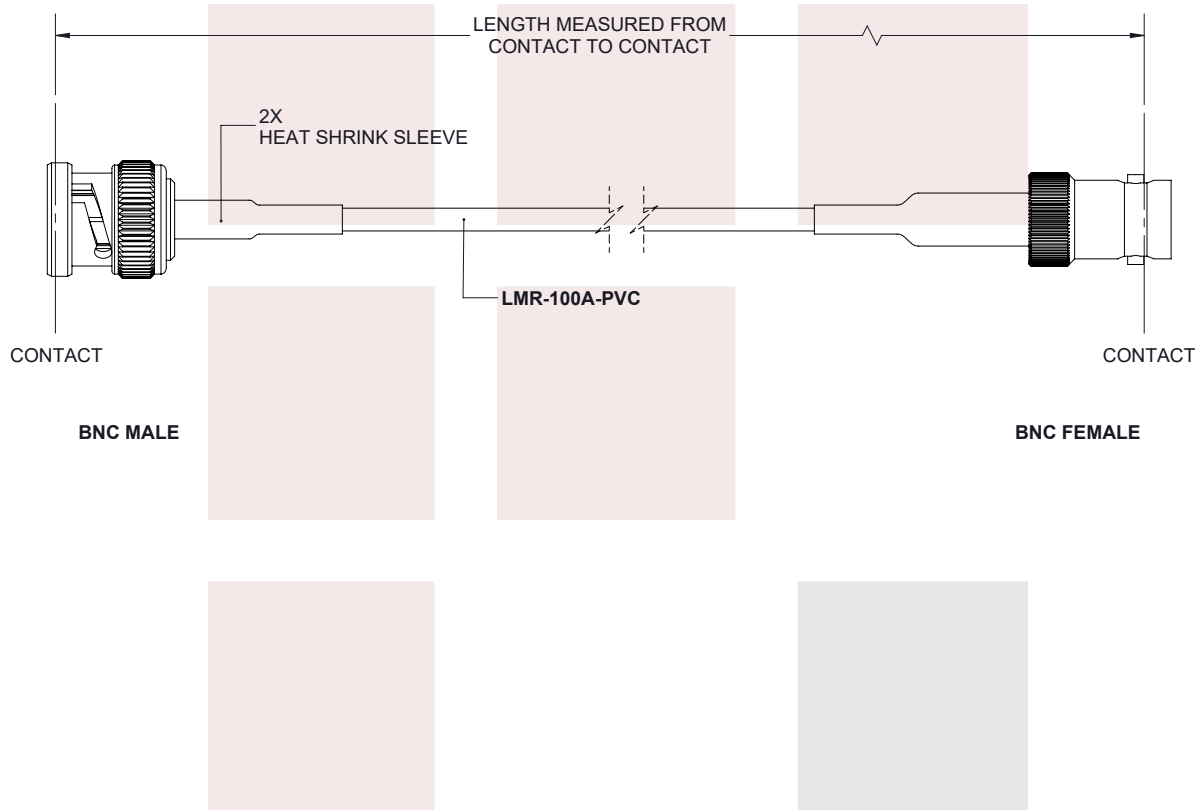 LENGTH MEASURED FROM
CONTACT TO CONTACT
2X
HEAT SHRINK SLEEVE
LMR-100A-PVC
CONTACT
CONTACT
BNC MALE
BNC FEMALE